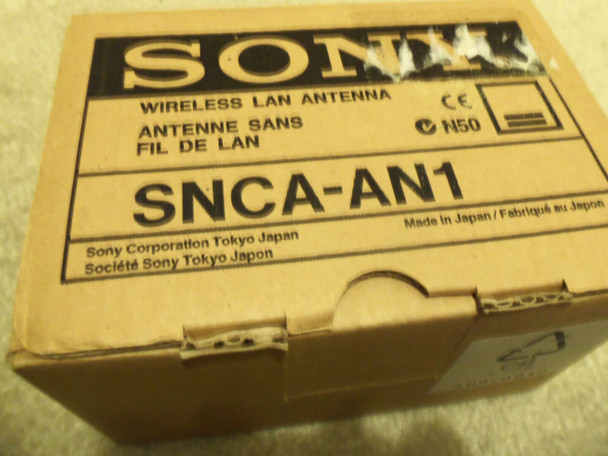 SONY
WIRELESS LAN ANTENNA
CE
ANTENNE SANS
FIL DE LAN
N50
SNCA-AN1
Sony Corporation Tokyo Japan
Made in Japan / Fabriqué au Japon
Société Sony Tokyo Japon